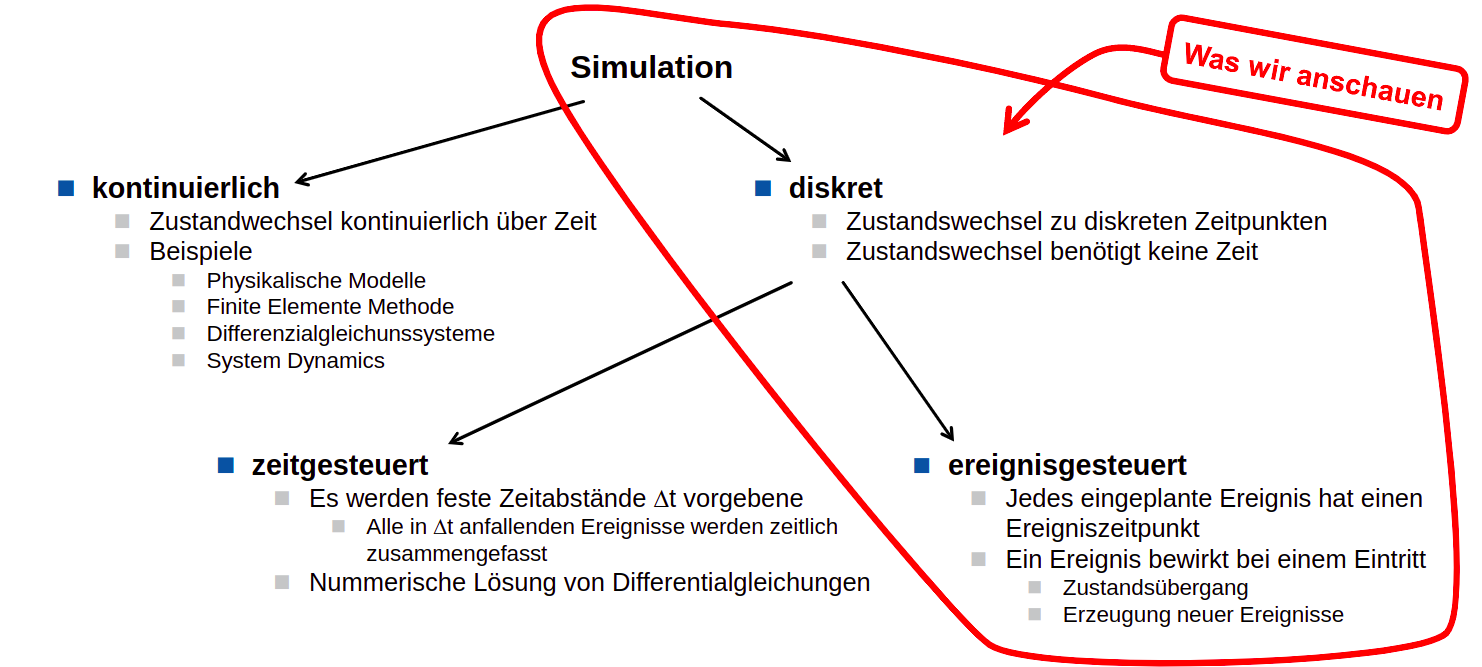 Simulation
Was wir anschauen
kontinuierlich
Zustandwechsel kontinuierlich über Zeit
Beispiele
Physikalische Modelle
Finite Elemente Methode
Differenzialgleichunssysteme
System Dynamics
diskret
Zustandswechsel zu diskreten Zeitpunkten
Zustandswechsel benötigt keine Zeit
zeitgesteuert
Es werden feste Zeitabstände Δt vorgebene
Alle in Δt anfallenden Ereignisse werden zeitlich
zusammengefasst
Nummerische Lösung von Differentialgleichungen
ereignisgesteuert
Jedes eingeplante Ereignis hat einen
Ereigniszeitpunkt
Ein Ereignis bewirkt bei einem Eintritt
Zustandsübergang
Erzeugung neuer Ereignisse